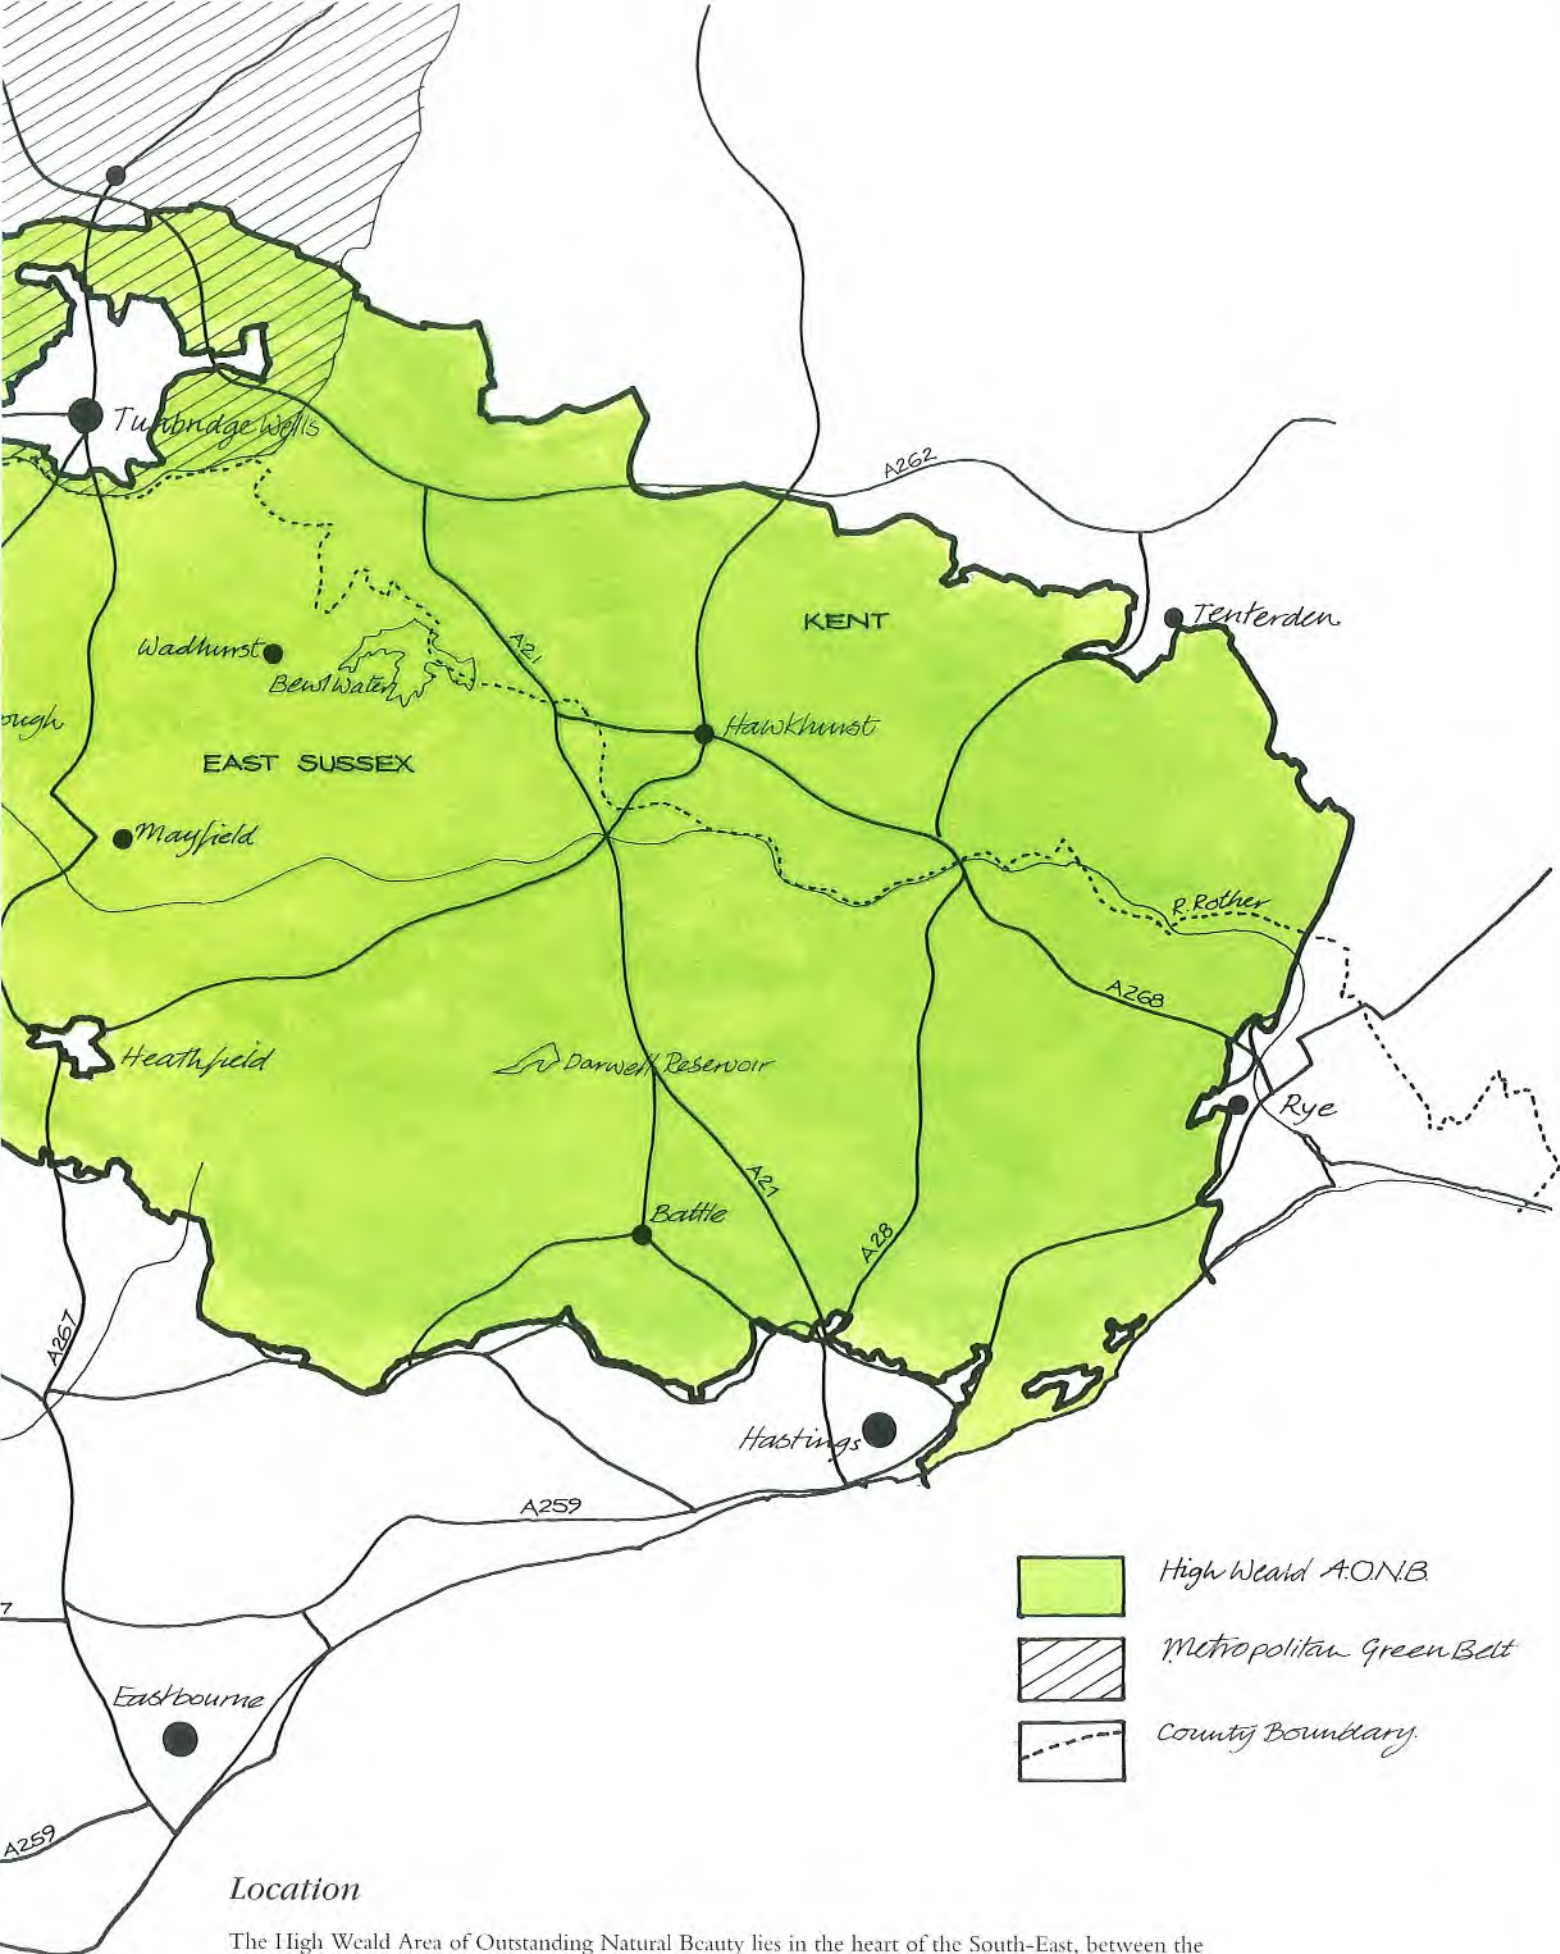 Tunbridge Wells
A262
KENT
Tenterden
Wadhurst
A21
Bewl Water
ough
Hawkhurst
EAST SUSSEX
Mayfield
R. Rother
A268
Heathfield
Darwell Reservoir
Rye
A21
Battle
A28
A267
Hastings
A259
High Weald A.O.N.B.
7
Metropolitan Green Belt
Eastbourne
County Boundary.
A259
Location
The High Weald Area of Outstanding Natural Beauty lies in the heart of the South-East, between the